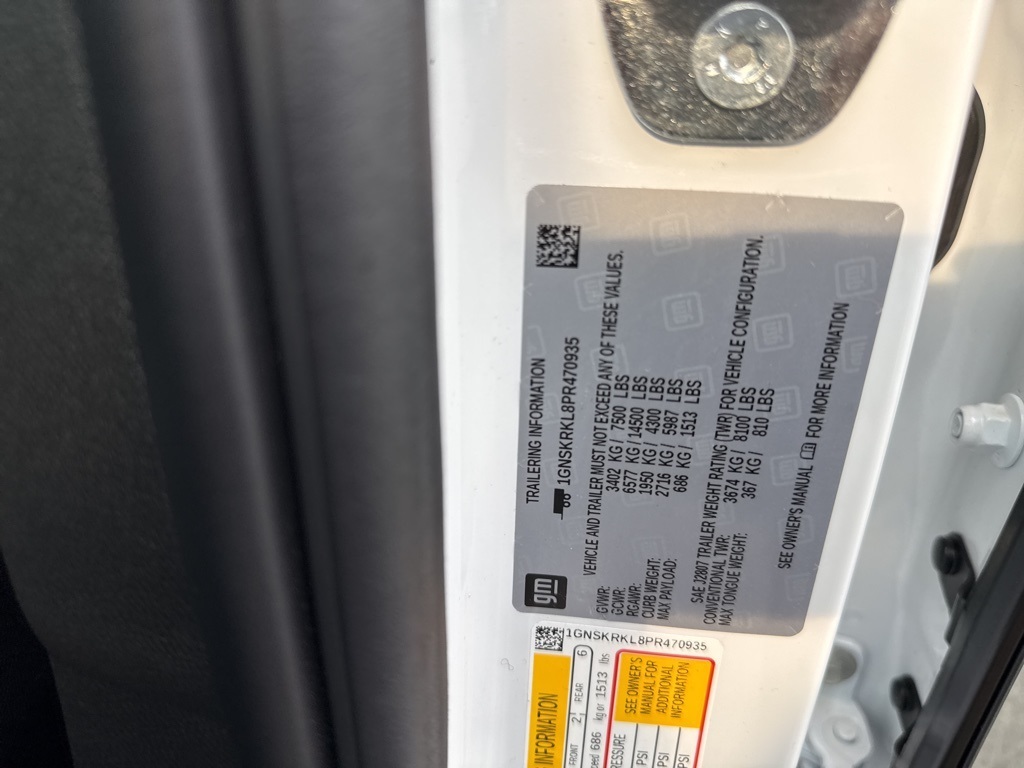 gm
TRAILERING INFORMATION
1GNSKRKL8PR470935
VEHICLE AND TRAILER MUST NOT EXCEED ANY OF THESE VALUES.
GVWR: 3402 KG / 7500 LBS
GCWR: 6577 KG / 14500 LBS
RGAWR: 1950 KG / 4300 LBS
CURB WEIGHT: 2716 KG / 5987 LBS
MAX PAYLOAD: 686 KG / 1513 LBS
SAE J2807 TRAILER WEIGHT RATING (TWR) FOR VEHICLE CONFIGURATION.
CONVENTIONAL TWR: 3674 KG / 8100 LBS
MAX TONGUE WEIGHT: 367 KG / 810 LBS
SEE OWNER'S MANUAL FOR MORE INFORMATION
1GNSKRKL8PR470935
INFORMATION
FRONT 2 REAR 6
686 kg or 1513 lbs
SEE OWNER'S
MANUAL FOR
ADDITIONAL
INFORMATION
PSI
PSI